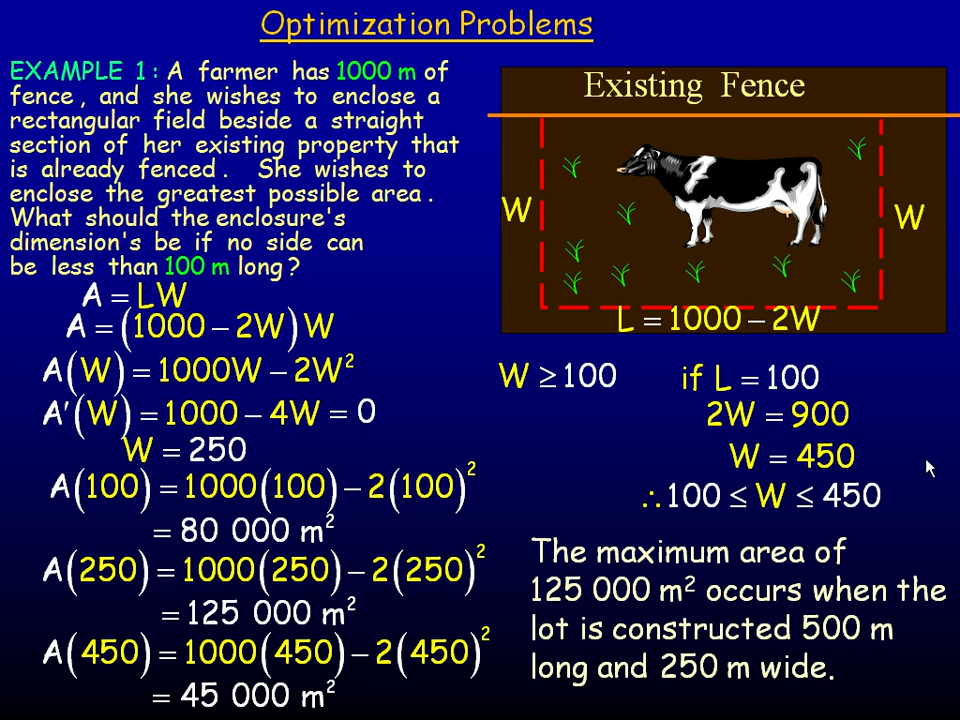 Optimization Problems
EXAMPLE 1 : A farmer has 1000 m of
fence , and she wishes to enclose a
rectangular field beside a straight
section of her existing property that
is already fenced . She wishes to
enclose the greatest possible area .
What should the enclosure's
dimension's be if no side can
be less than 100 m long ?
Existing Fence
W
W
L = 1000 – 2W
A = LW
A = (1000 – 2W) W
A(W) = 1000W – 2W²
A′(W) = 1000 – 4W = 0
W = 250
A(100) = 1000(100) – 2(100)²
= 80 000 m²
A(250) = 1000(250) – 2(250)²
= 125 000 m²
A(450) = 1000(450) – 2(450)²
= 45 000 m²
W ≥ 100
if L = 100
2W = 900
W = 450
∴ 100 ≤ W ≤ 450
The maximum area of
125 000 m² occurs when the
lot is constructed 500 m
long and 250 m wide.